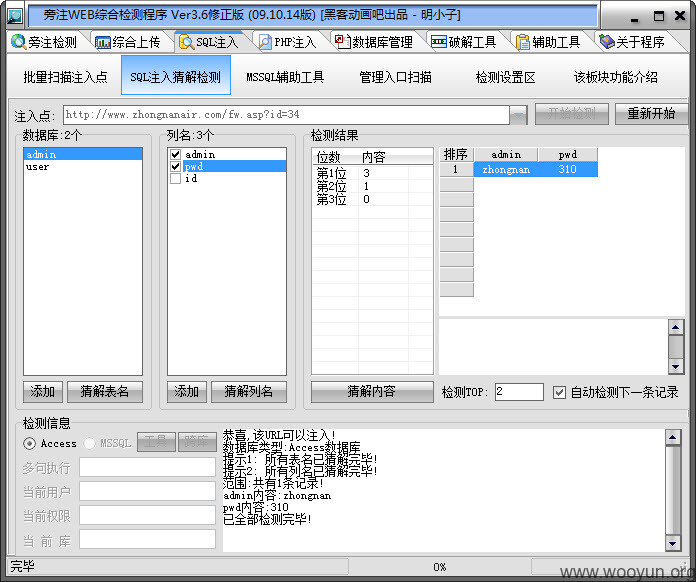 旁注WEB综合检测程序 Ver3.6修正版 (09.10.14版) [黑客动画吧出品 - 明小子]
旁注检测 综合上传 SQL注入 PHP注入 数据库管理 破解工具 辅助工具 关于程序
批量扫描注入点 SQL注入猜解检测 MSSQL辅助工具 管理入口扫描 检测设置区 该板块功能介绍
注入点: http://www.zhongnanair.com/fw.asp?id=34 开始检测 重新开始
数据库:2个 列名:3个 检测结果
admin admin 位数 内容 排序 admin pwd
user pwd 第1位 3 1 zhongnan 310
id 第2位 1
第3位 0
添加 猜解表名 添加 猜解列名 猜解内容 检测TOP: 2 自动检测下一条记录
检测信息
Access MSSQL 工具 跨库
多句执行
当前用户
当前权限
当 前 库
恭喜,该URL可以注入!
数据库类型:Access数据库
提示1: 所有表名已猜解完毕!
提示2: 所有列名已猜解完毕!
范围:共有1条记录!
admin内容:zhongnan
pwd内容:310
已全部检测完毕!
完毕 0%
www.wooyun.org